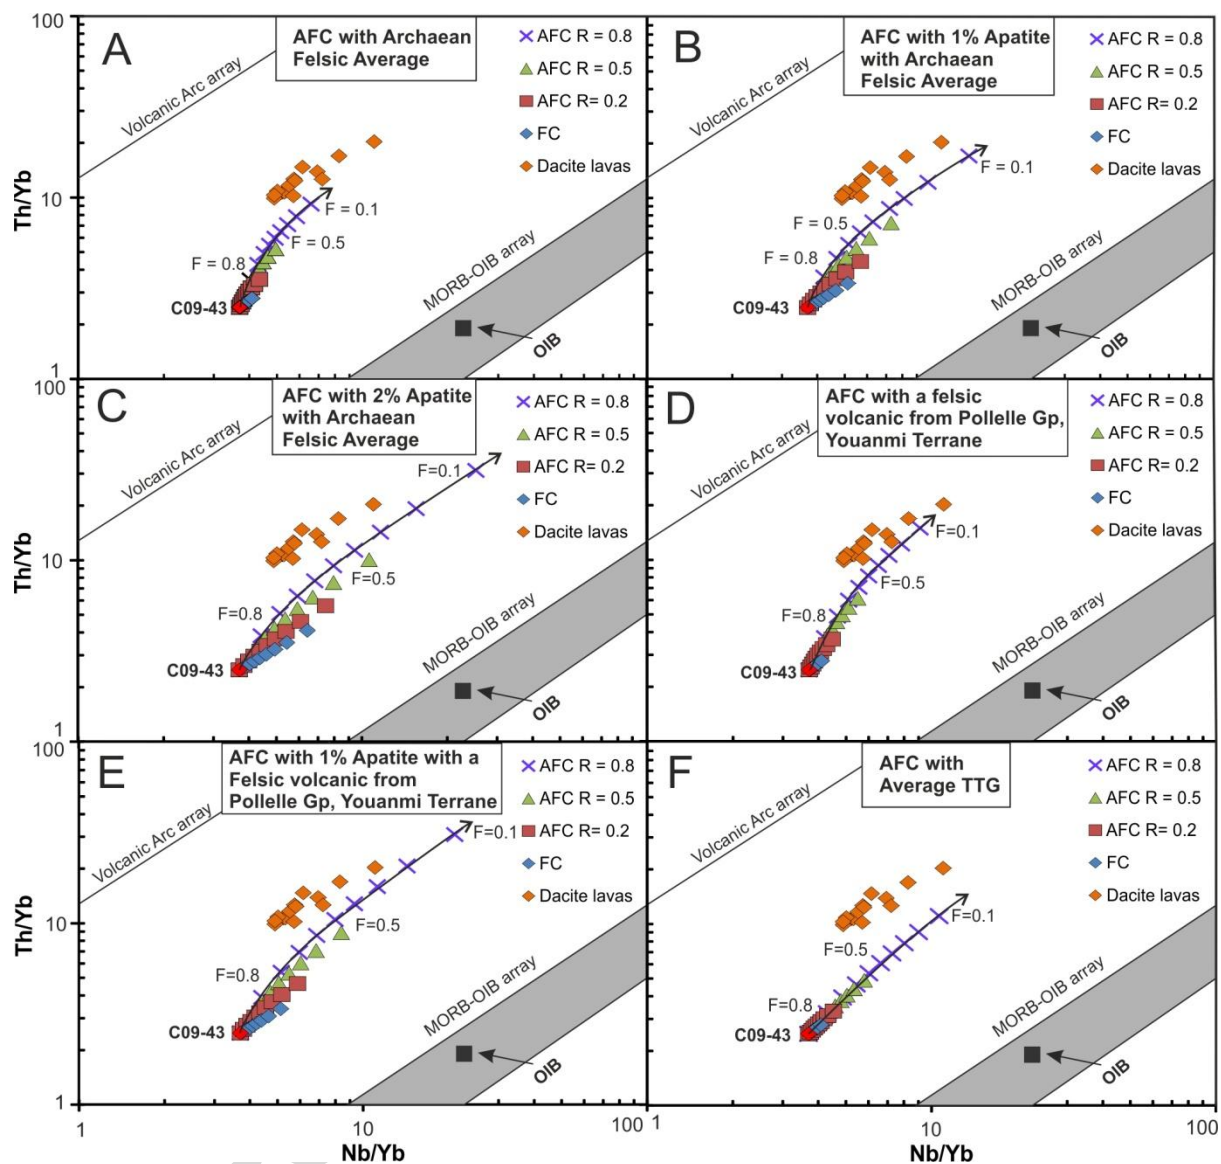 100
A
AFC with Archaean
Felsic Average
AFC R = 0.8
AFC R = 0.5
AFC R= 0.2
FC
Dacite lavas
Volcanic Arc array
Th/Yb
10
F = 0.1
F = 0.5
F = 0.8
C09-43
MORB-OIB array
OIB
1
B
AFC with 1% Apatite
with Archaean
Felsic Average
AFC R = 0.8
AFC R = 0.5
AFC R= 0.2
FC
Dacite lavas
Volcanic Arc array
F = 0.1
F = 0.5
F = 0.8
C09-43
MORB-OIB array
OIB
100
C
AFC with 2% Apatite
with Archaean
Felsic Average
AFC R = 0.8
AFC R = 0.5
AFC R= 0.2
FC
Dacite lavas
Volcanic Arc array
Th/Yb
10
F=0.1
F=0.5
F=0.8
C09-43
MORB-OIB array
OIB
1
D
AFC with a felsic
volcanic from Pollelle Gp,
Youanmi Terrane
AFC R = 0.8
AFC R = 0.5
AFC R= 0.2
FC
Dacite lavas
Volcanic Arc array
F=0.1
F=0.5
F=0.8
C09-43
MORB-OIB array
OIB
100
E
AFC with 1% Apatite with a
Felsic volcanic from
Pollelle Gp, Youanmi Terrane
AFC R = 0.8
AFC R = 0.5
AFC R= 0.2
FC
Dacite lavas
Volcanic Arc array
Th/Yb
10
F=0.1
F=0.5
F=0.8
C09-43
MORB-OIB array
OIB
1
1
10
100
Nb/Yb
F
AFC with
Average TTG
AFC R = 0.8
AFC R = 0.5
AFC R= 0.2
FC
Dacite lavas
Volcanic Arc array
F=0.1
F=0.5
F=0.8
C09-43
MORB-OIB array
OIB
10
100
Nb/Yb